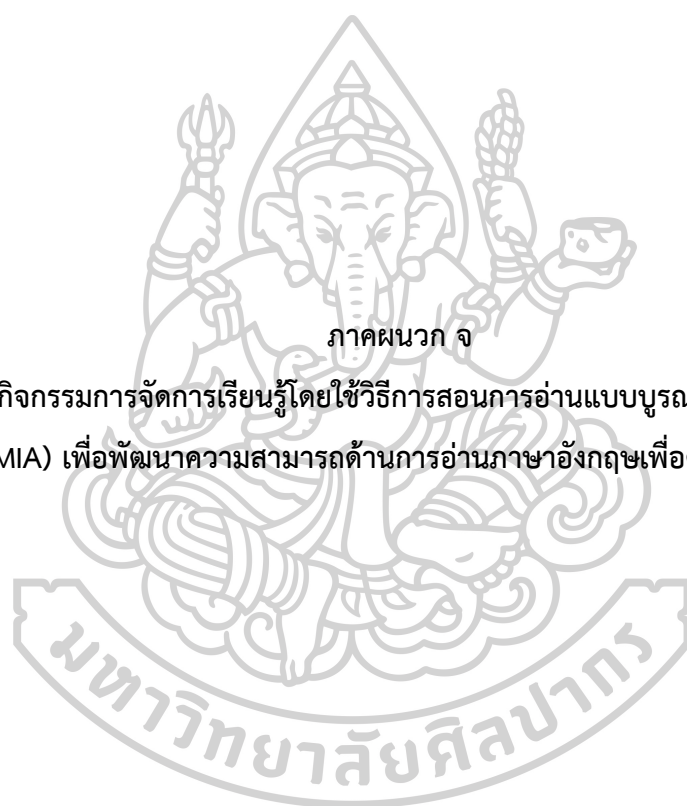 ภาคผนวก จ
กิจกรรมการจัดการเรียนรู้โดยใช้วิธีการสอนการอ่านแบบบูรณ
MIA) เพื่อพัฒนาความสามารถด้านการอ่านภาษาอังกฤษเพื่อ
มหาวิทยาลัยศิลปากร